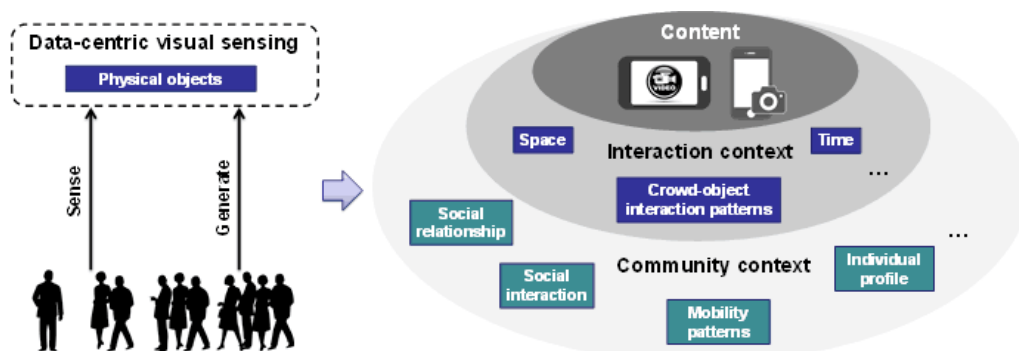 Data-centric visual sensing
Physical objects
Sense
Generate
Content
VIDEO
Space
Time
Interaction context
...
Crowd-object
interaction patterns
Social
relationship
...
Community context
Individual
profile
Social
interaction
Mobility
patterns